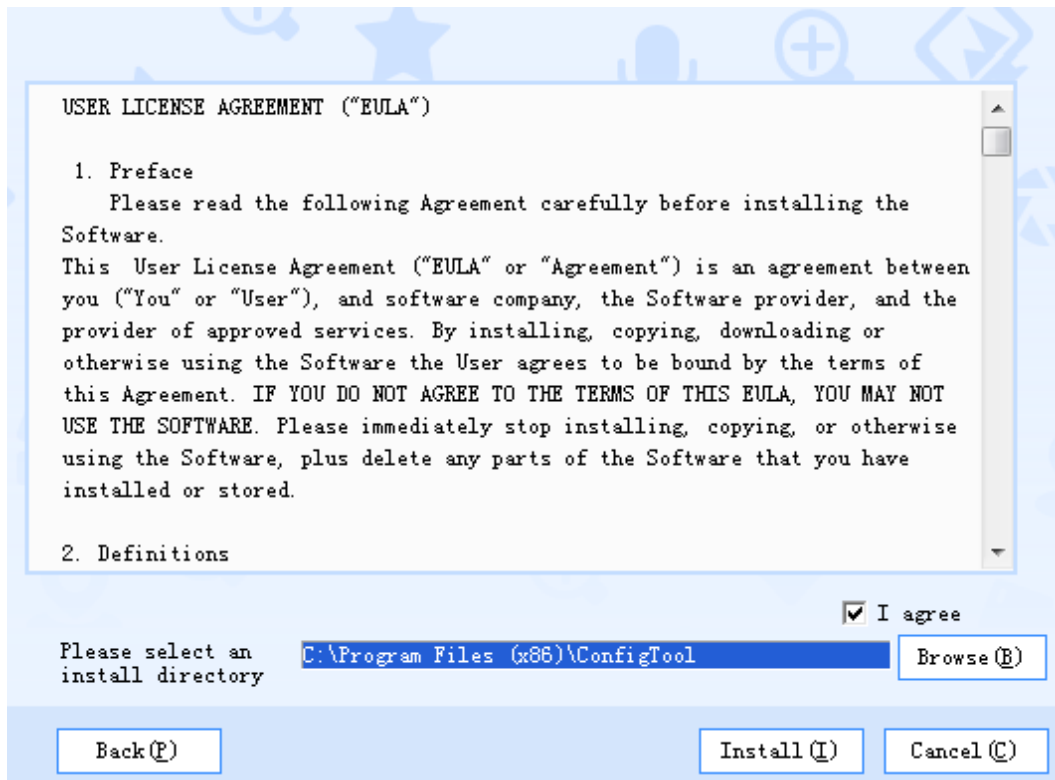 USER LICENSE AGREEMENT (“EULA”)
1. Preface
Please read the following Agreement carefully before installing the
Software.
This  User License Agreement (“EULA” or “Agreement”) is an agreement between
you (“You” or “User”), and software company, the Software provider, and the
provider of approved services. By installing, copying, downloading or
otherwise using the Software the User agrees to be bound by the terms of
this Agreement. IF YOU DO NOT AGREE TO THE TERMS OF THIS EULA, YOU MAY NOT
USE THE SOFTWARE. Please immediately stop installing, copying, or otherwise
using the Software, plus delete any parts of the Software that you have
installed or stored.
2. Definitions
I agree
Please select an
install directory
C:\Program Files (x86)\ConfigTool
Browse(B)
Back(P)
Install(I)
Cancel(C)